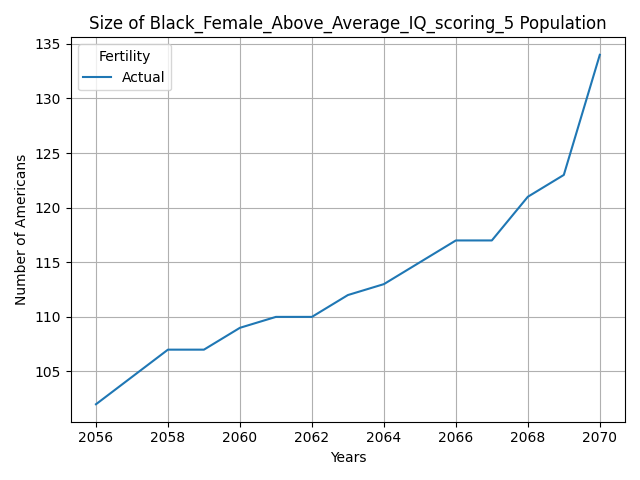 Size of Black_Female_Above_Average_IQ_scoring_5 Population
Fertility
Actual
Number of Americans
135
130
125
120
115
110
105
2056 2058 2060 2062 2064 2066 2068 2070
Years